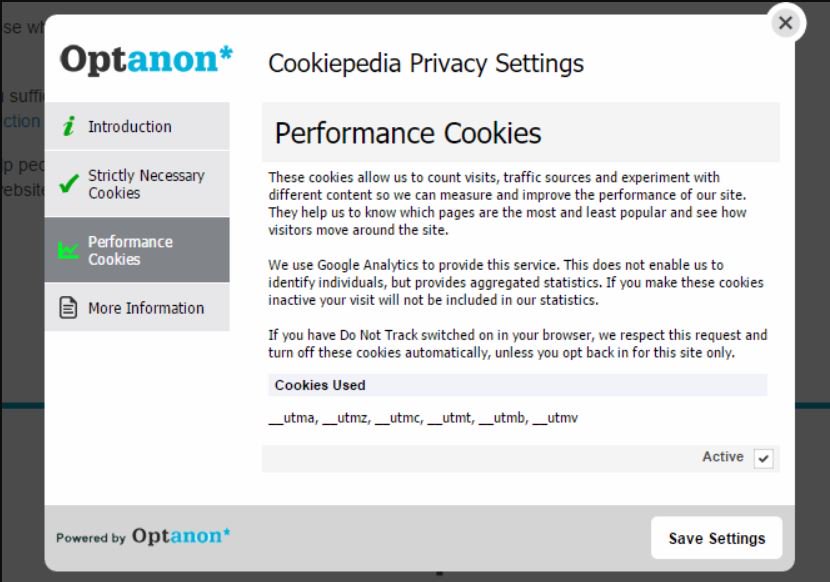 se wh
suffi
ction
lp peo
website
Optanon*
Cookiepedia Privacy Settings
Introduction
Strictly Necessary
Cookies
Performance
Cookies
More Information
Performance Cookies
These cookies allow us to count visits, traffic sources and experiment with
different content so we can measure and improve the performance of our site.
They help us to know which pages are the most and least popular and see how
visitors move around the site.
We use Google Analytics to provide this service. This does not enable us to
identify individuals, but provides aggregated statistics. If you make these cookies
inactive your visit will not be included in our statistics.
If you have Do Not Track switched on in your browser, we respect this request and
turn off these cookies automatically, unless you opt back in for this site only.
Cookies Used
__utma, __utmz, __utmc, __utmt, __utmb, __utmv
Active
Powered by Optanon*
Save Settings